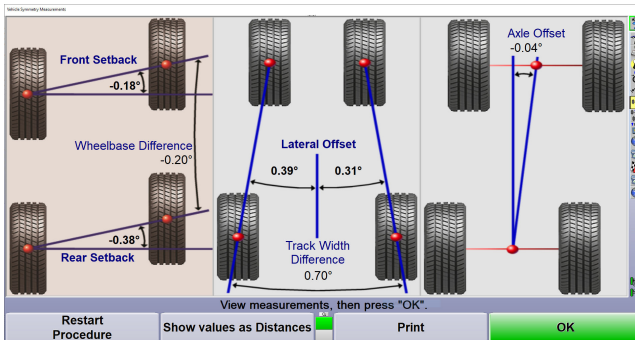 Vehicle Symmetry Measurements
Front Setback
-0.18°
Wheelbase Difference
-0.20°
-0.38°
Rear Setback
Lateral Offset
0.39°
0.31°
Track Width
Difference
0.70°
Axle Offset
-0.04°
View measurements, then press "OK".
Restart
Procedure
Show values as Distances
Print
OK